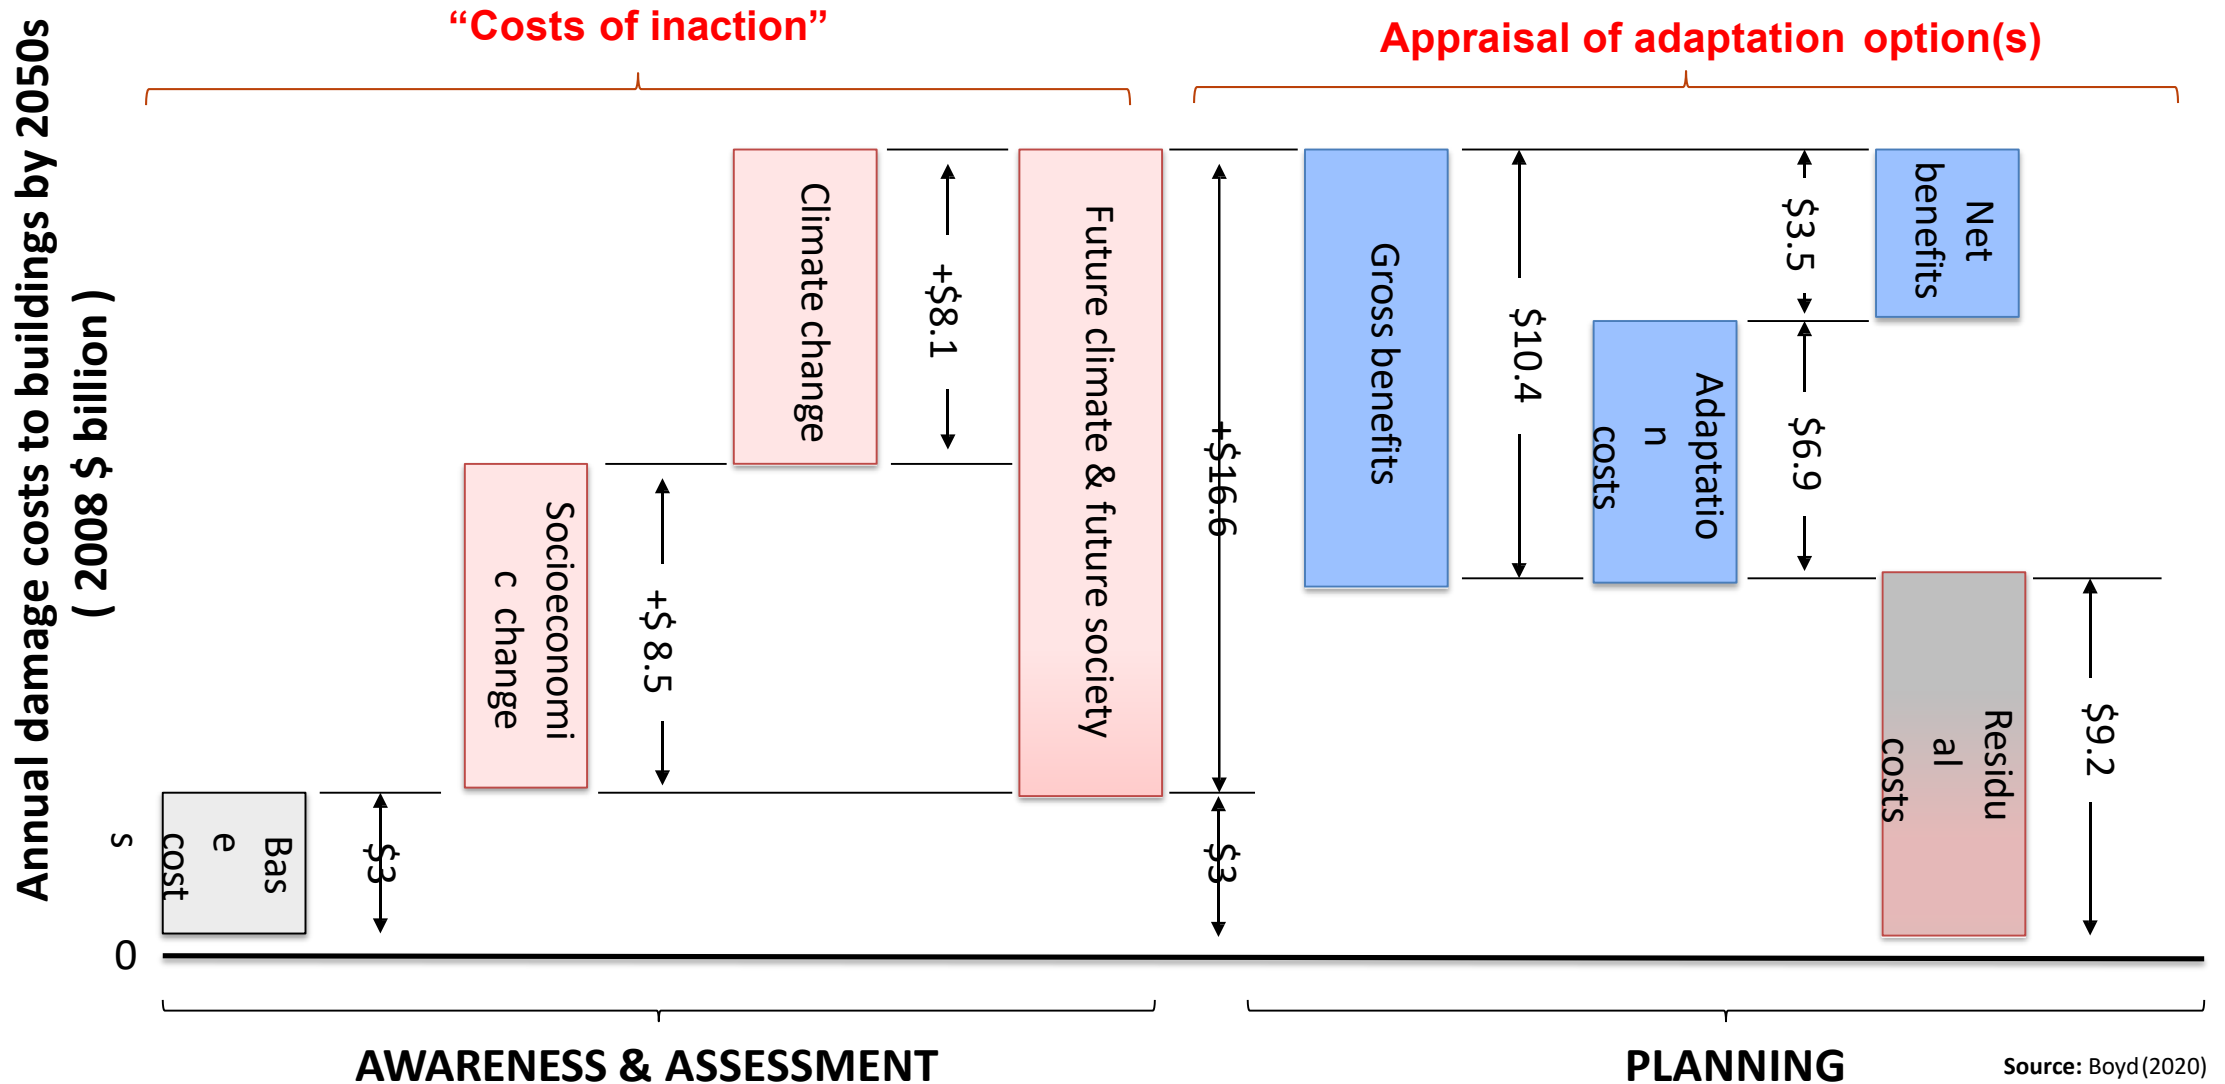 “Costs of inaction”
Appraisal of adaptation option(s)
Annual damage costs to buildings by 2050s
( 2008 $ billion )
Bas
e
cost
s
$3
Socioeconomi
c change
+$ 8.5
Climate change
+$8.1
Future climate & future society
+$16.6
$3
Gross benefits
$10.4
Adaptatio
n
costs
$3.5
$6.9
Net
benefits
Residu
al
costs
$9.2
0
AWARENESS & ASSESSMENT
PLANNING
Source: Boyd (2020)